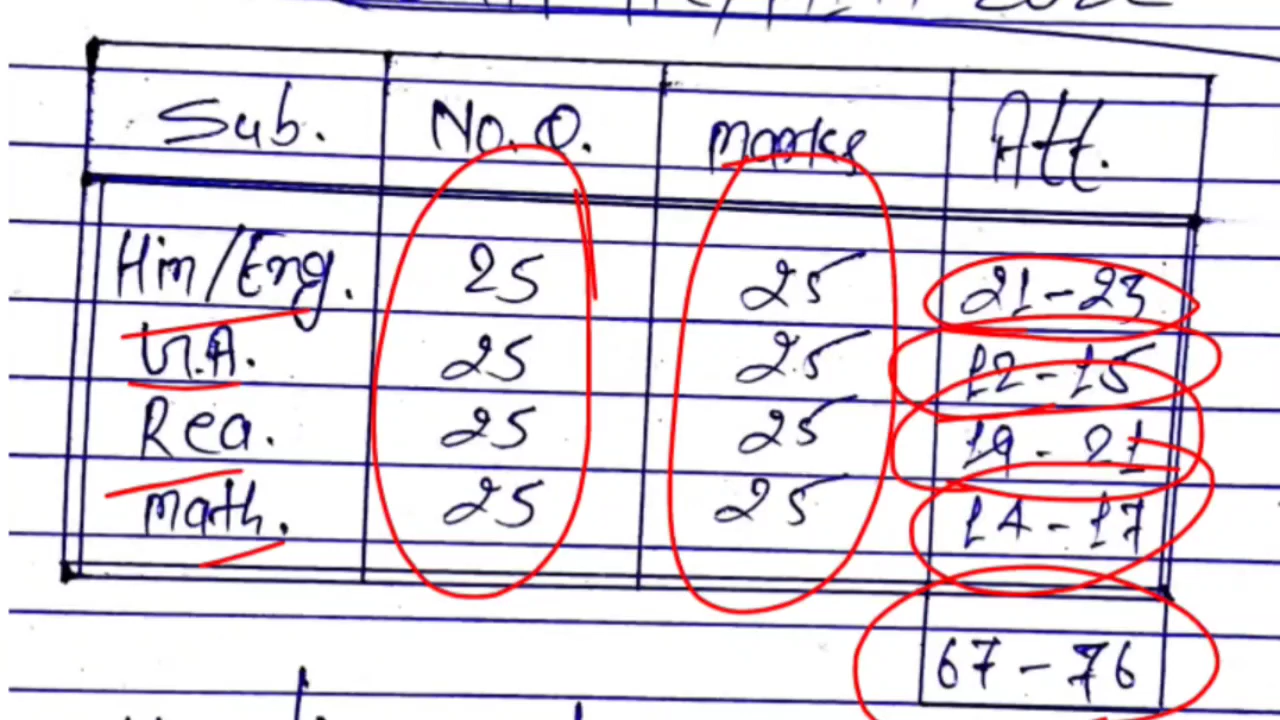 Sub. No. Q. Marks Att.
Hin/Eng. 25 25 21-23
G.A. 25 25 12-15
Rea. 25 25 19-21
Math. 25 25 14-17
67-76